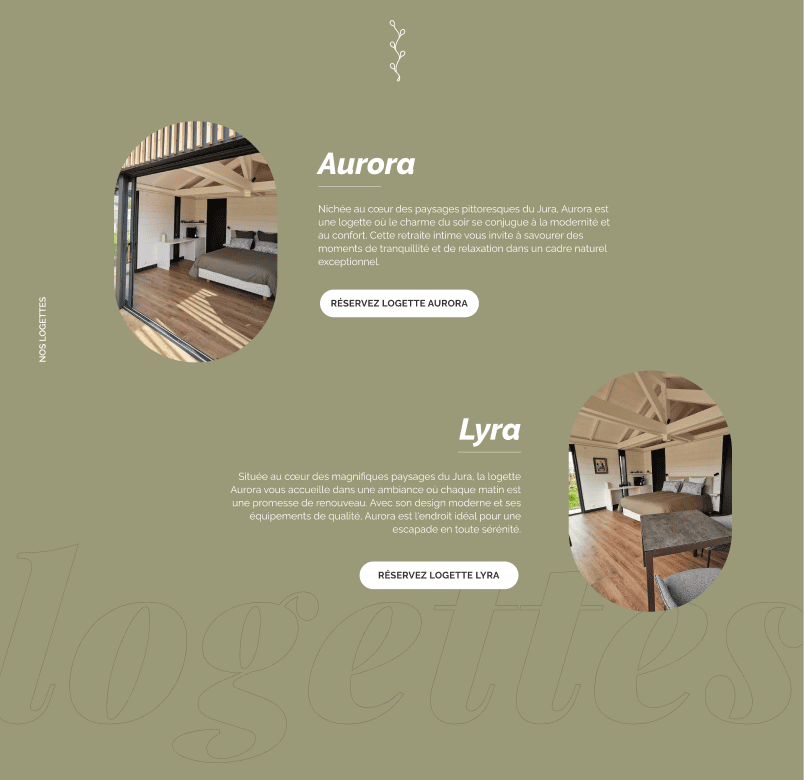 Aurora
Nichée au cœur des paysages pittoresques du Jura, Aurora est
une logette où le charme du soir se conjugue à la modernité et
au confort. Cette retraite intime vous invite à savourer des
moments de tranquillité et de relaxation dans un cadre naturel
exceptionnel.
RÉSERVEZ LOGETTE AURORA
NOS LOGETTES
Lyra
Située au cœur des magnifiques paysages du Jura, la logette
Aurora vous accueille dans une ambiance où chaque matin est
une promesse de renouveau. Avec son design moderne et ses
équipements de qualité, Aurora est l'endroit idéal pour une
escapade en toute sérénité.
RÉSERVEZ LOGETTE LYRA
logettes